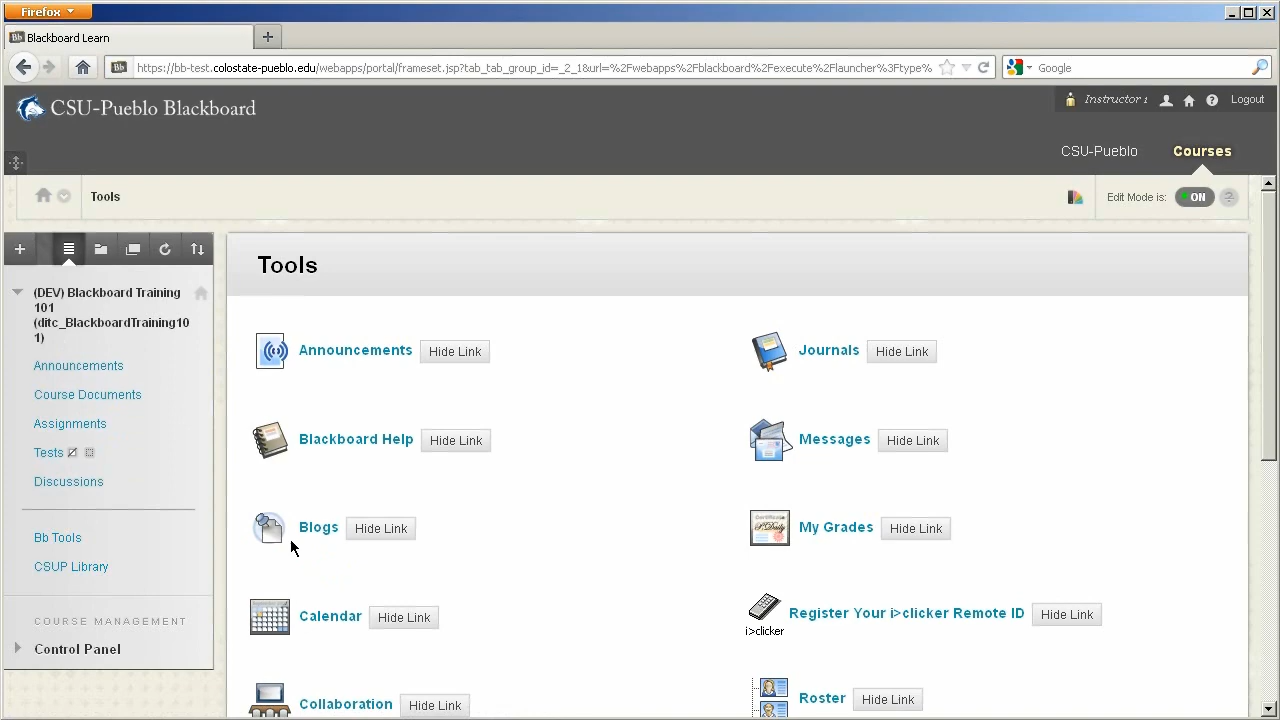 Firefox
Blackboard Learn
https://bb-test.colostate-pueblo.edu/webapps/portal/frameset.jsp?tab_tab_group_id=_2_1&url=%2Fwebapps%2Fblackboard%2Fexecute%2Flauncher%3Ftype%
Google
CSU-Pueblo Blackboard
Instructor 1
Logout
CSU-Pueblo
Courses
Tools
Edit Mode is:
ON
Tools
(DEV) Blackboard Training
101
(ditc_BlackboardTraining10
1)
Announcements
Course Documents
Assignments
Tests
Discussions
Bb Tools
CSUP Library
COURSE MANAGEMENT
Control Panel
Announcements Hide Link
Journals Hide Link
Blackboard Help Hide Link
Messages Hide Link
Blogs Hide Link
My Grades Hide Link
Calendar Hide Link
i>clicker
Register Your i>clicker Remote ID Hide Link
Collaboration Hide Link
Roster Hide Link